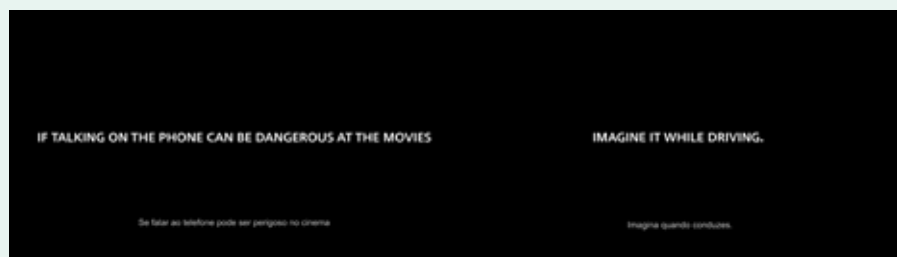 IF TALKING ON THE PHONE CAN BE DANGEROUS AT THE MOVIES
Se falar ao telefone pode ser perigoso no cinema
IMAGINE IT WHILE DRIVING.
Imagina quando conduzes.